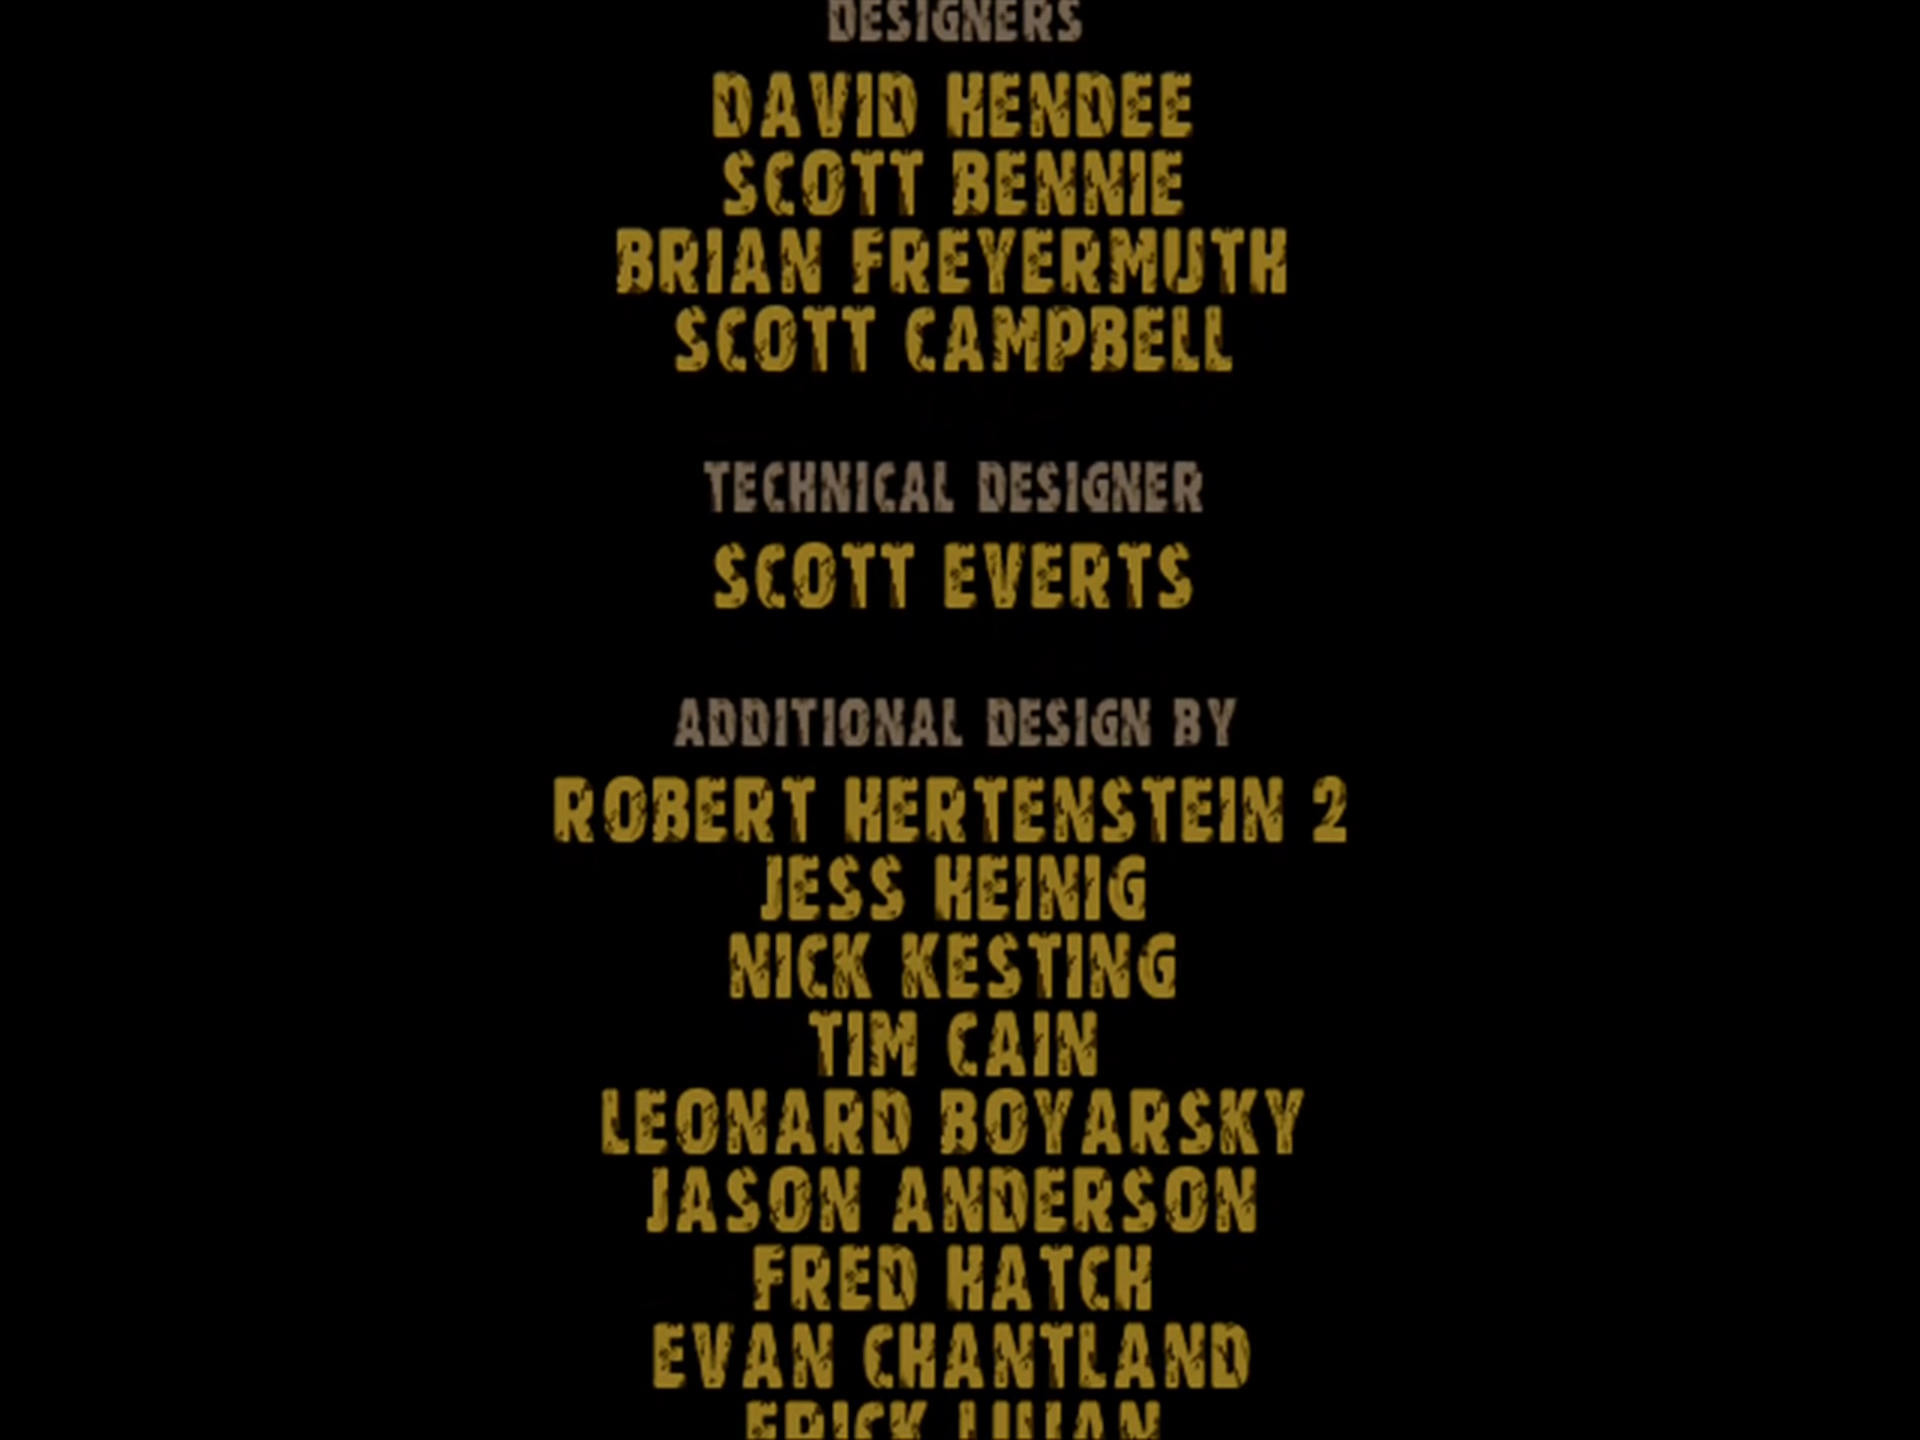 DESIGNERS
DAVID HENDEE
SCOTT BENNIE
BRIAN FREYERMUTH
SCOTT CAMPBELL
TECHNICAL DESIGNER
SCOTT EVERTS
ADDITIONAL DESIGN BY
ROBERT HERTENSTEIN 2
JESS HEINIG
NICK KESTING
TIM CAIN
LEONARD BOYARSKY
JASON ANDERSON
FRED HATCH
EVAN CHANTLAND
ERICK